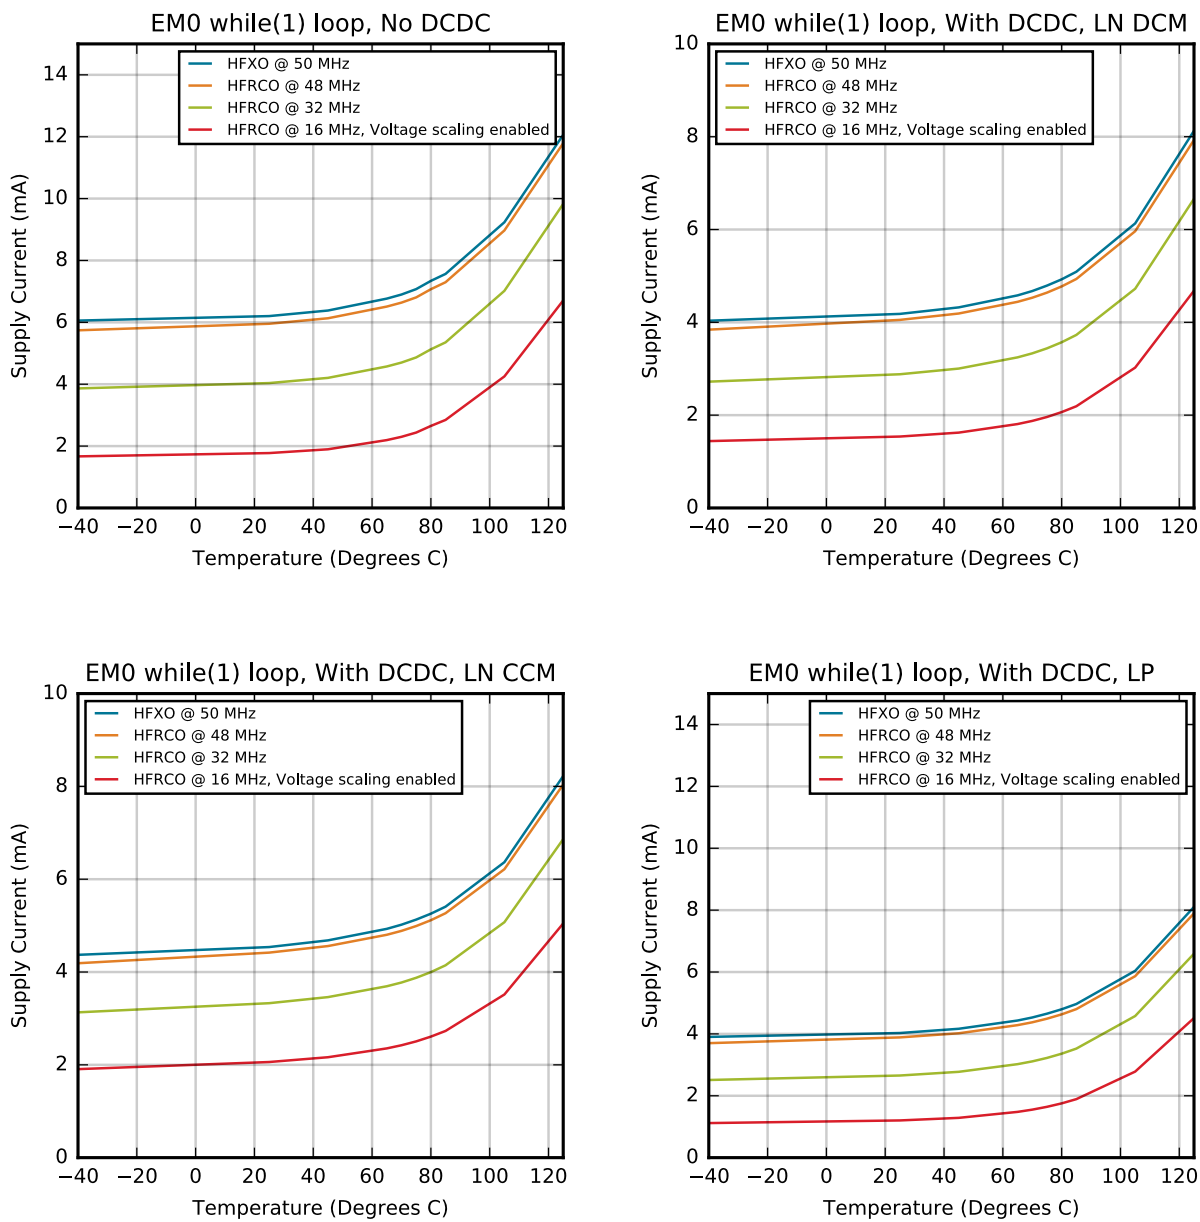 EM0 while(1) loop, No DCDC
HFXO @ 50 MHz
HFRCO @ 48 MHz
HFRCO @ 32 MHz
HFRCO @ 16 MHz, Voltage scaling enabled
Supply Current (mA)
14
12
10
8
6
4
2
0
−40 −20 0 20 40 60 80 100 120
Temperature (Degrees C)
EM0 while(1) loop, With DCDC, LN DCM
HFXO @ 50 MHz
HFRCO @ 48 MHz
HFRCO @ 32 MHz
HFRCO @ 16 MHz, Voltage scaling enabled
Supply Current (mA)
10
8
6
4
2
0
−40 −20 0 20 40 60 80 100 120
Temperature (Degrees C)
EM0 while(1) loop, With DCDC, LN CCM
HFXO @ 50 MHz
HFRCO @ 48 MHz
HFRCO @ 32 MHz
HFRCO @ 16 MHz, Voltage scaling enabled
Supply Current (mA)
10
8
6
4
2
0
−40 −20 0 20 40 60 80 100 120
Temperature (Degrees C)
EM0 while(1) loop, With DCDC, LP
HFXO @ 50 MHz
HFRCO @ 48 MHz
HFRCO @ 32 MHz
HFRCO @ 16 MHz, Voltage scaling enabled
Supply Current (mA)
14
12
10
8
6
4
2
0
−40 −20 0 20 40 60 80 100 120
Temperature (Degrees C)